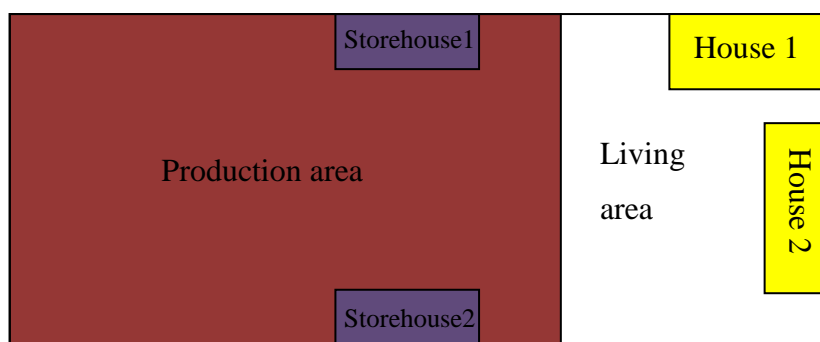 Storehouse1
House 1
Production area
Living
area
House 2
Storehouse2